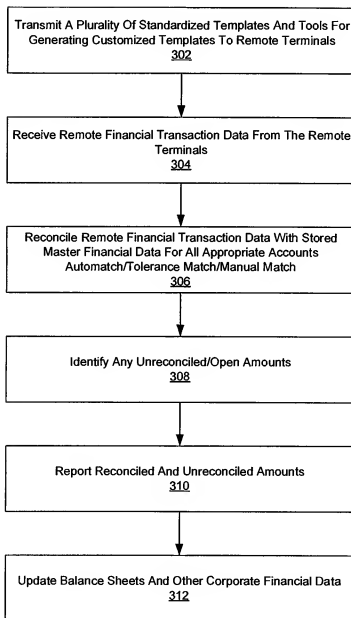 Transmit A Plurality Of Standardized Templates And Tools For
Generating Customized Templates To Remote Terminals
302
Receive Remote Financial Transaction Data From The Remote
Terminals
304
Reconcile Remote Financial Transaction Data With Stored
Master Financial Data For All Appropriate Accounts
Automatch/Tolerance Match/Manual Match
306
Identify Any Unreconciled/Open Amounts
308
Report Reconciled And Unreconciled Amounts
310
Update Balance Sheets And Other Corporate Financial Data
312